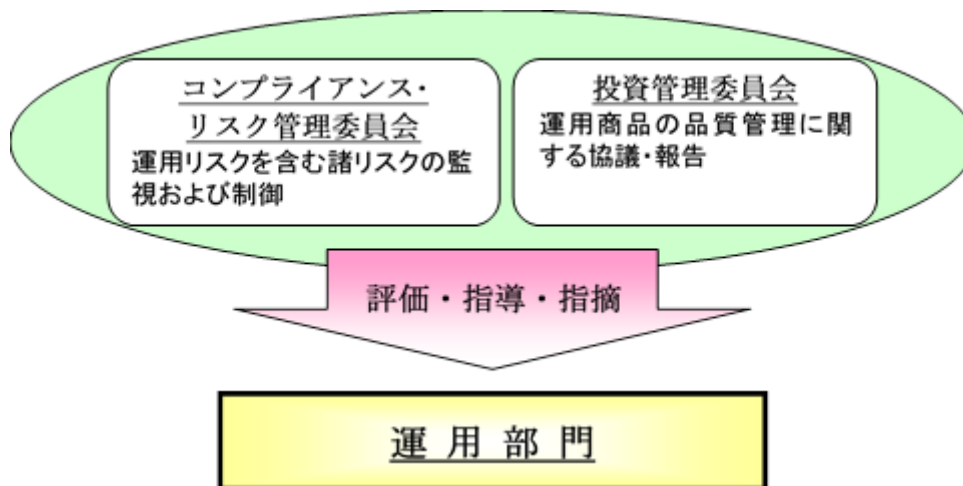 コンプライアンス・
リスク管理委員会
運用リスクを含む諸リスクの監
視および制御
投資管理委員会
運用商品の品質管理に関
する協議・報告
評価・指導・指摘
運用部門